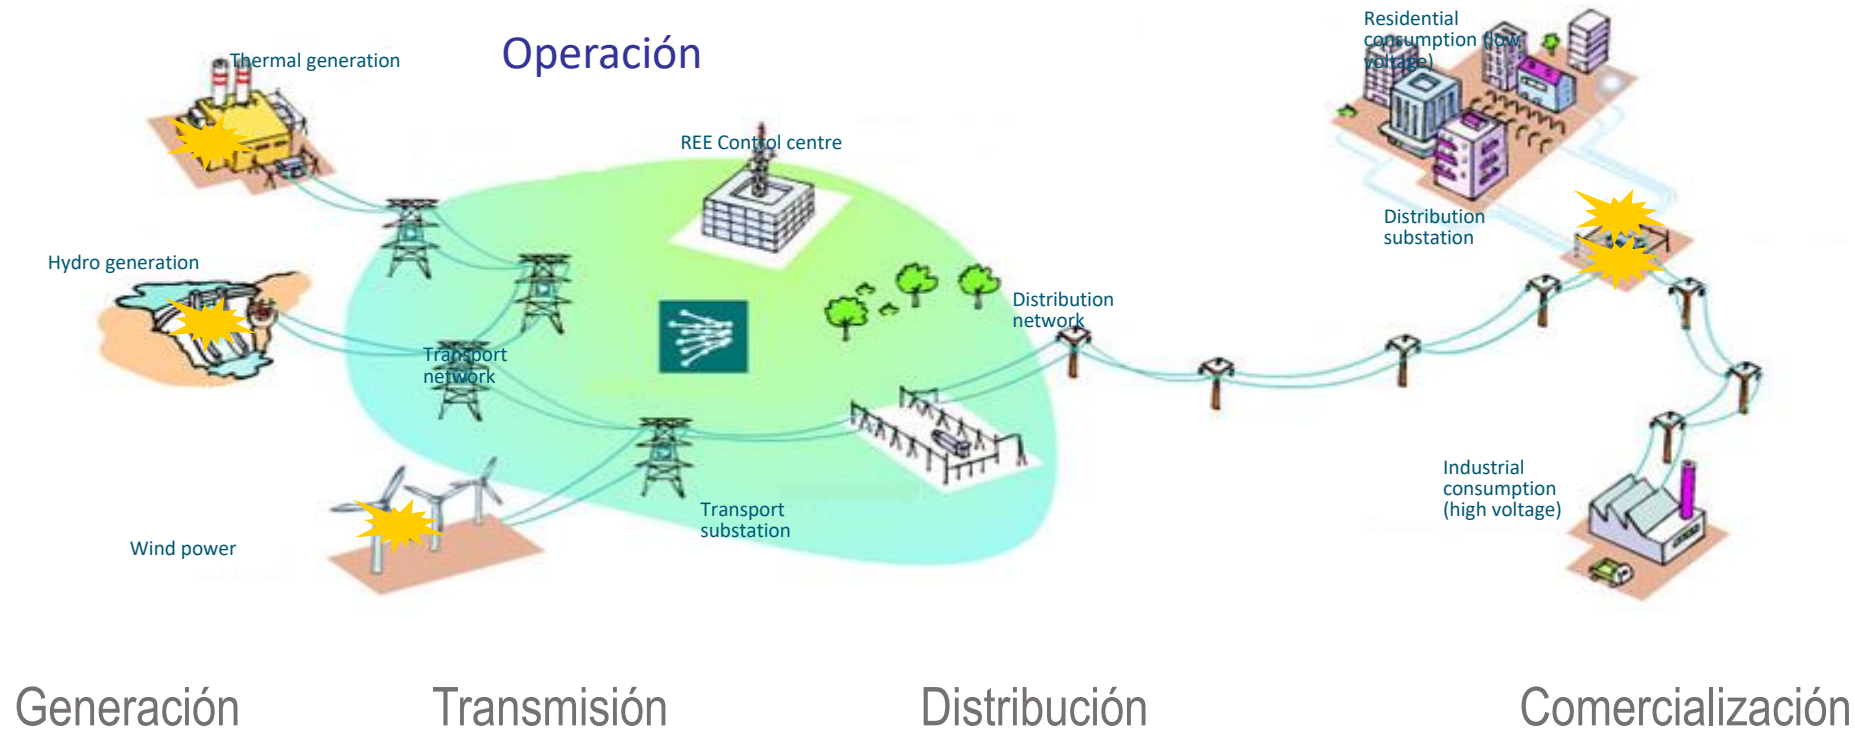 Operación
Thermal generation
Residential
consumption (low
voltage)
REE Control centre
Distribution
substation
Hydro generation
Distribution
network
Transport
network
Industrial
consumption
(high voltage)
Transport
substation
Wind power
Generación
Transmisión
Distribución
Comercialización